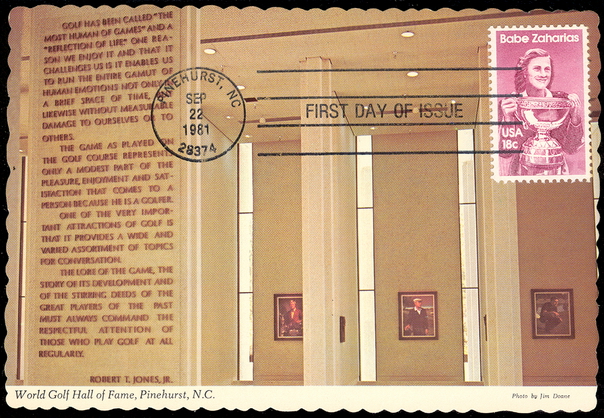 GOLF HAS BEEN CALLED "THE
MOST HUMAN OF GAMES" AND A
"REFLECTION OF LIFE" ONE REA-
SON WE ENJOY IT AND THAT IT
CHALLENGES US IS IT ENABLES US
TO RUN THE ENTIRE GAMUT OF
HUMAN EMOTIONS NOT ONLY IN
A BRIEF SPACE OF TIME, BUT
LIKEWISE WITHOUT MEASURABLE
DAMAGE TO OURSELVES OR TO
OTHERS.
THE GAME AS PLAYED ON
THE GOLF COURSE REPRESENTS
ONLY A MODEST PART OF THE
PLEASURE, ENJOYMENT AND SAT-
ISFACTION THAT COMES TO A
PERSON BECAUSE HE IS A GOLFER.
ONE OF THE VERY IMPOR-
TANT ATTRACTIONS OF GOLF IS
THAT IT PROVIDES A WIDE AND
VARIED ASSORTMENT OF TOPICS
FOR CONVERSATION.
THE LORE OF THE GAME, THE
STORY OF ITS DEVELOPMENT AND
OF THE STIRRING DEEDS OF THE
GREAT PLAYERS OF THE PAST
MUST ALWAYS COMMAND THE
RESPECTFUL ATTENTION OF
THOSE WHO PLAY GOLF AT ALL
REGULARLY.
ROBERT T. JONES, JR.
PINEHURST, NC
SEP
22
1981
28374
FIRST DAY OF ISSUE
Babe Zaharias
USA
18c
World Golf Hall of Fame, Pinehurst, N.C.
Photo by Jim Doane